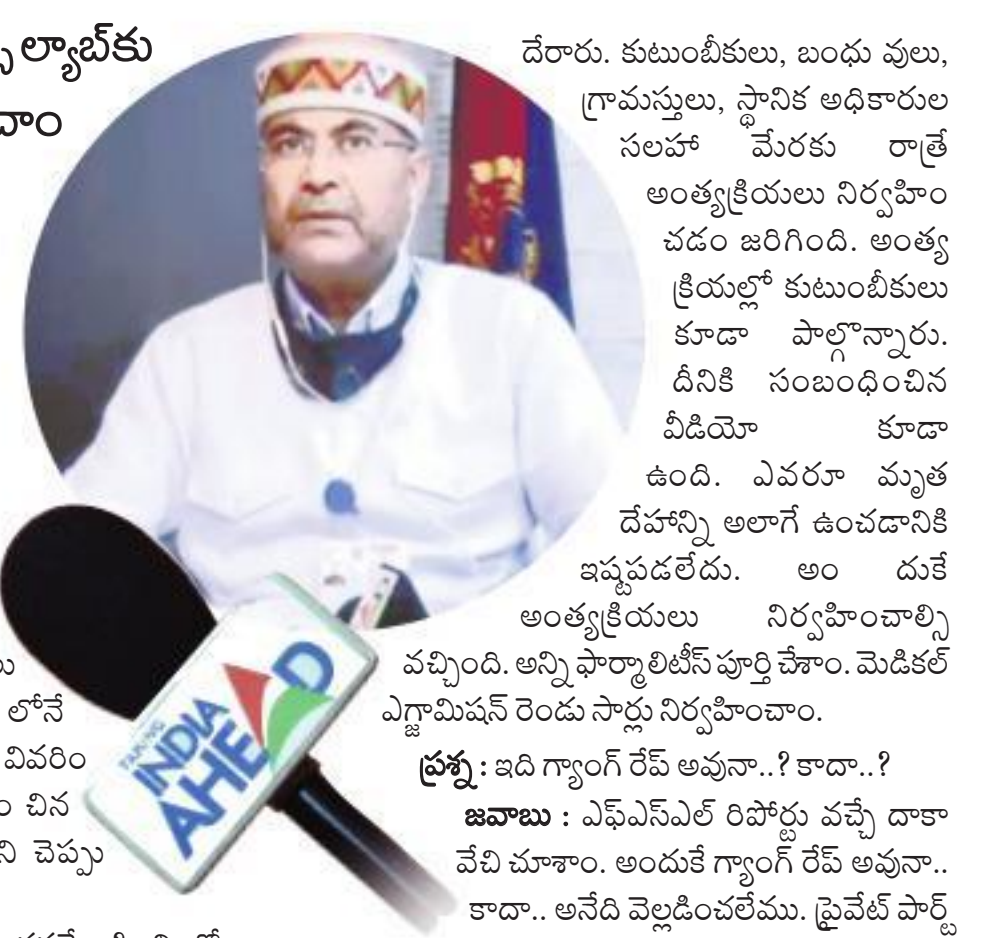 ల్యాబ్‌కు
చాం
దేరారు. కుటుంబీకులు, బంధు వులు,
గ్రామస్తులు, స్థానిక అధికారుల
సలహా మేరకు రాత్రే
అంత్యక్రియలు నిర్వహిం
చడం జరిగింది. అంత్య
క్రియల్లో కుటుంబీకులు
కూడా పాల్గొన్నారు.
దీనికి సంబంధించిన
వీడియో కూడా
ఉంది. ఎవరూ మృత
దేహాన్ని అలాగే ఉంచడానికి
ఇష్టపడలేదు. అం దుకే
అంత్యక్రియలు నిర్వహించాల్సి
వచ్చింది. అన్ని ఫార్మాలిటీస్ పూర్తి చేశాం. మెడికల్
ఎగ్జామిషన్ రెండు సార్లు నిర్వహించాం.
ప్రశ్న : ఇది గ్యాంగ్ రేప్ అవునా..? కాదా..?
జవాబు : ఎఫ్ఎస్ఎల్ రిపోర్టు వచ్చే దాకా
వేచి చూశాం. అందుకే గ్యాంగ్ రేప్ అవునా..
కాదా.. అనేది వెల్లడించలేము. ప్రైవేట్ పార్ట్
లోనే
వివరిం
చిన
ని చెప్పు
INDIA
AHEAD